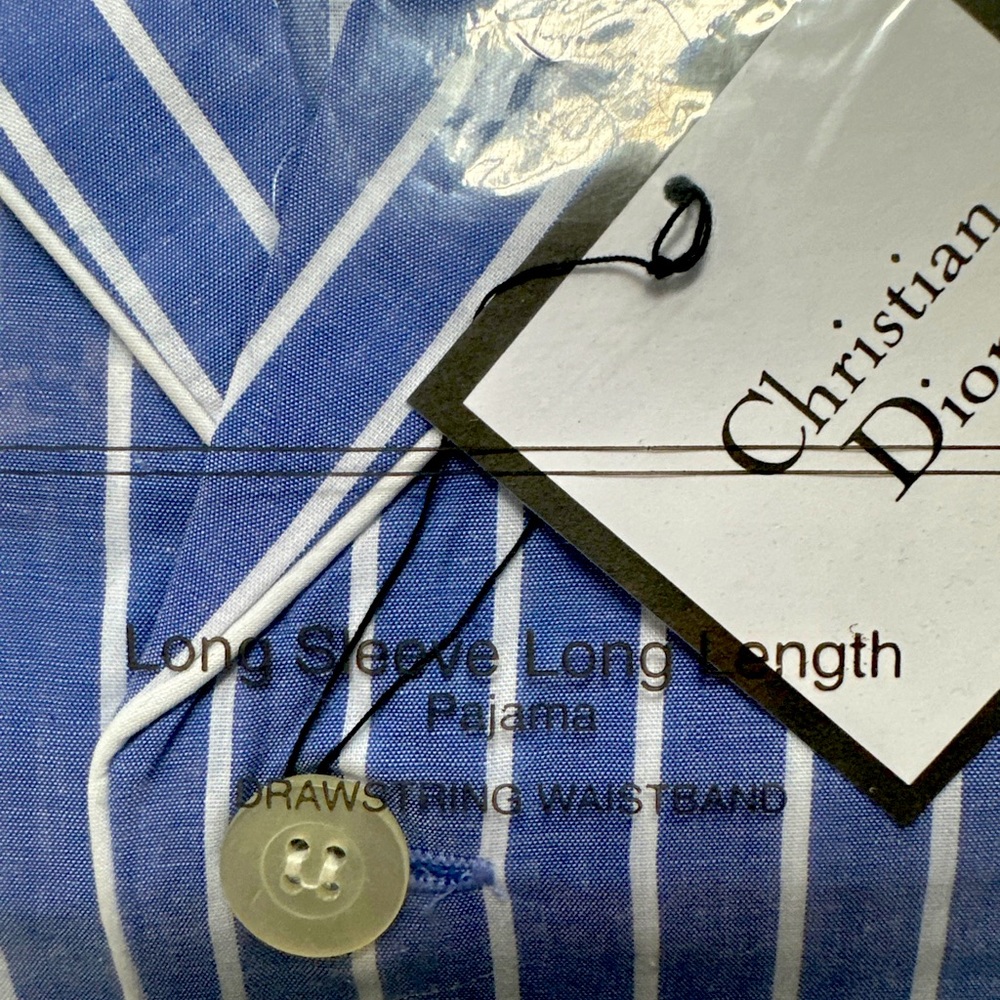 Christian
Dior
Long Sleeve Long Length
Pajama
DRAWSTRING WAISTBAND